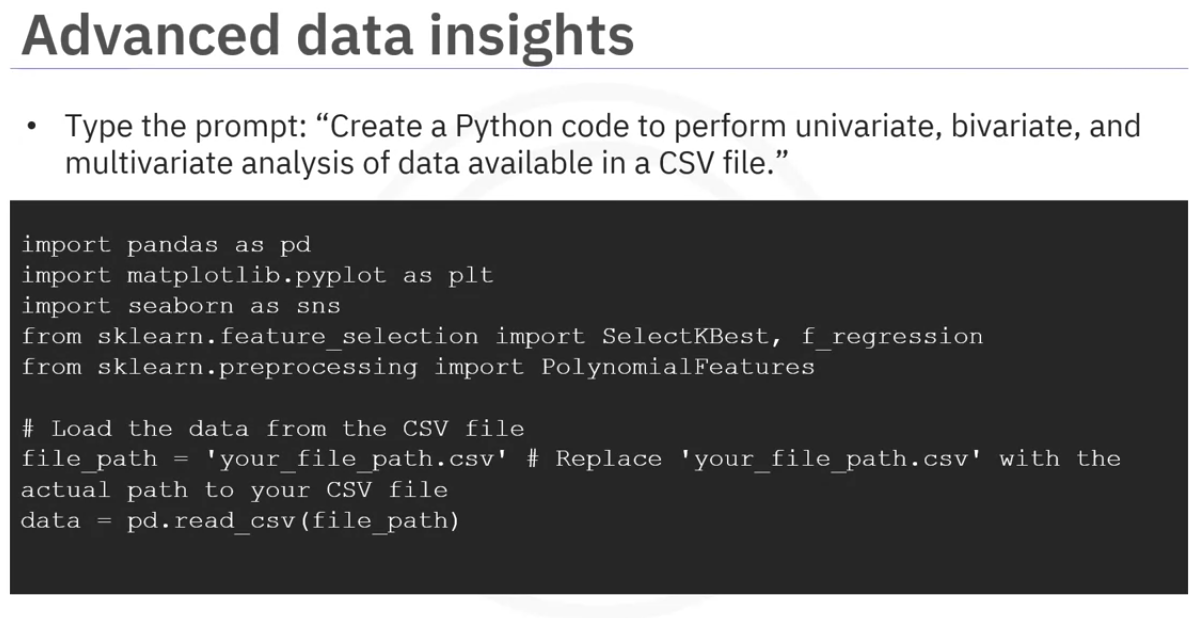 Advanced data insights
• Type the prompt: “Create a Python code to perform univariate, bivariate, and
multivariate analysis of data available in a CSV file.”
import pandas as pd
import matplotlib.pyplot as plt
import seaborn as sns
from sklearn.feature_selection import SelectKBest, f_regression
from sklearn.preprocessing import PolynomialFeatures
# Load the data from the CSV file
file_path = 'your_file_path.csv' # Replace 'your_file_path.csv' with the
actual path to your CSV file
data = pd.read_csv(file_path)